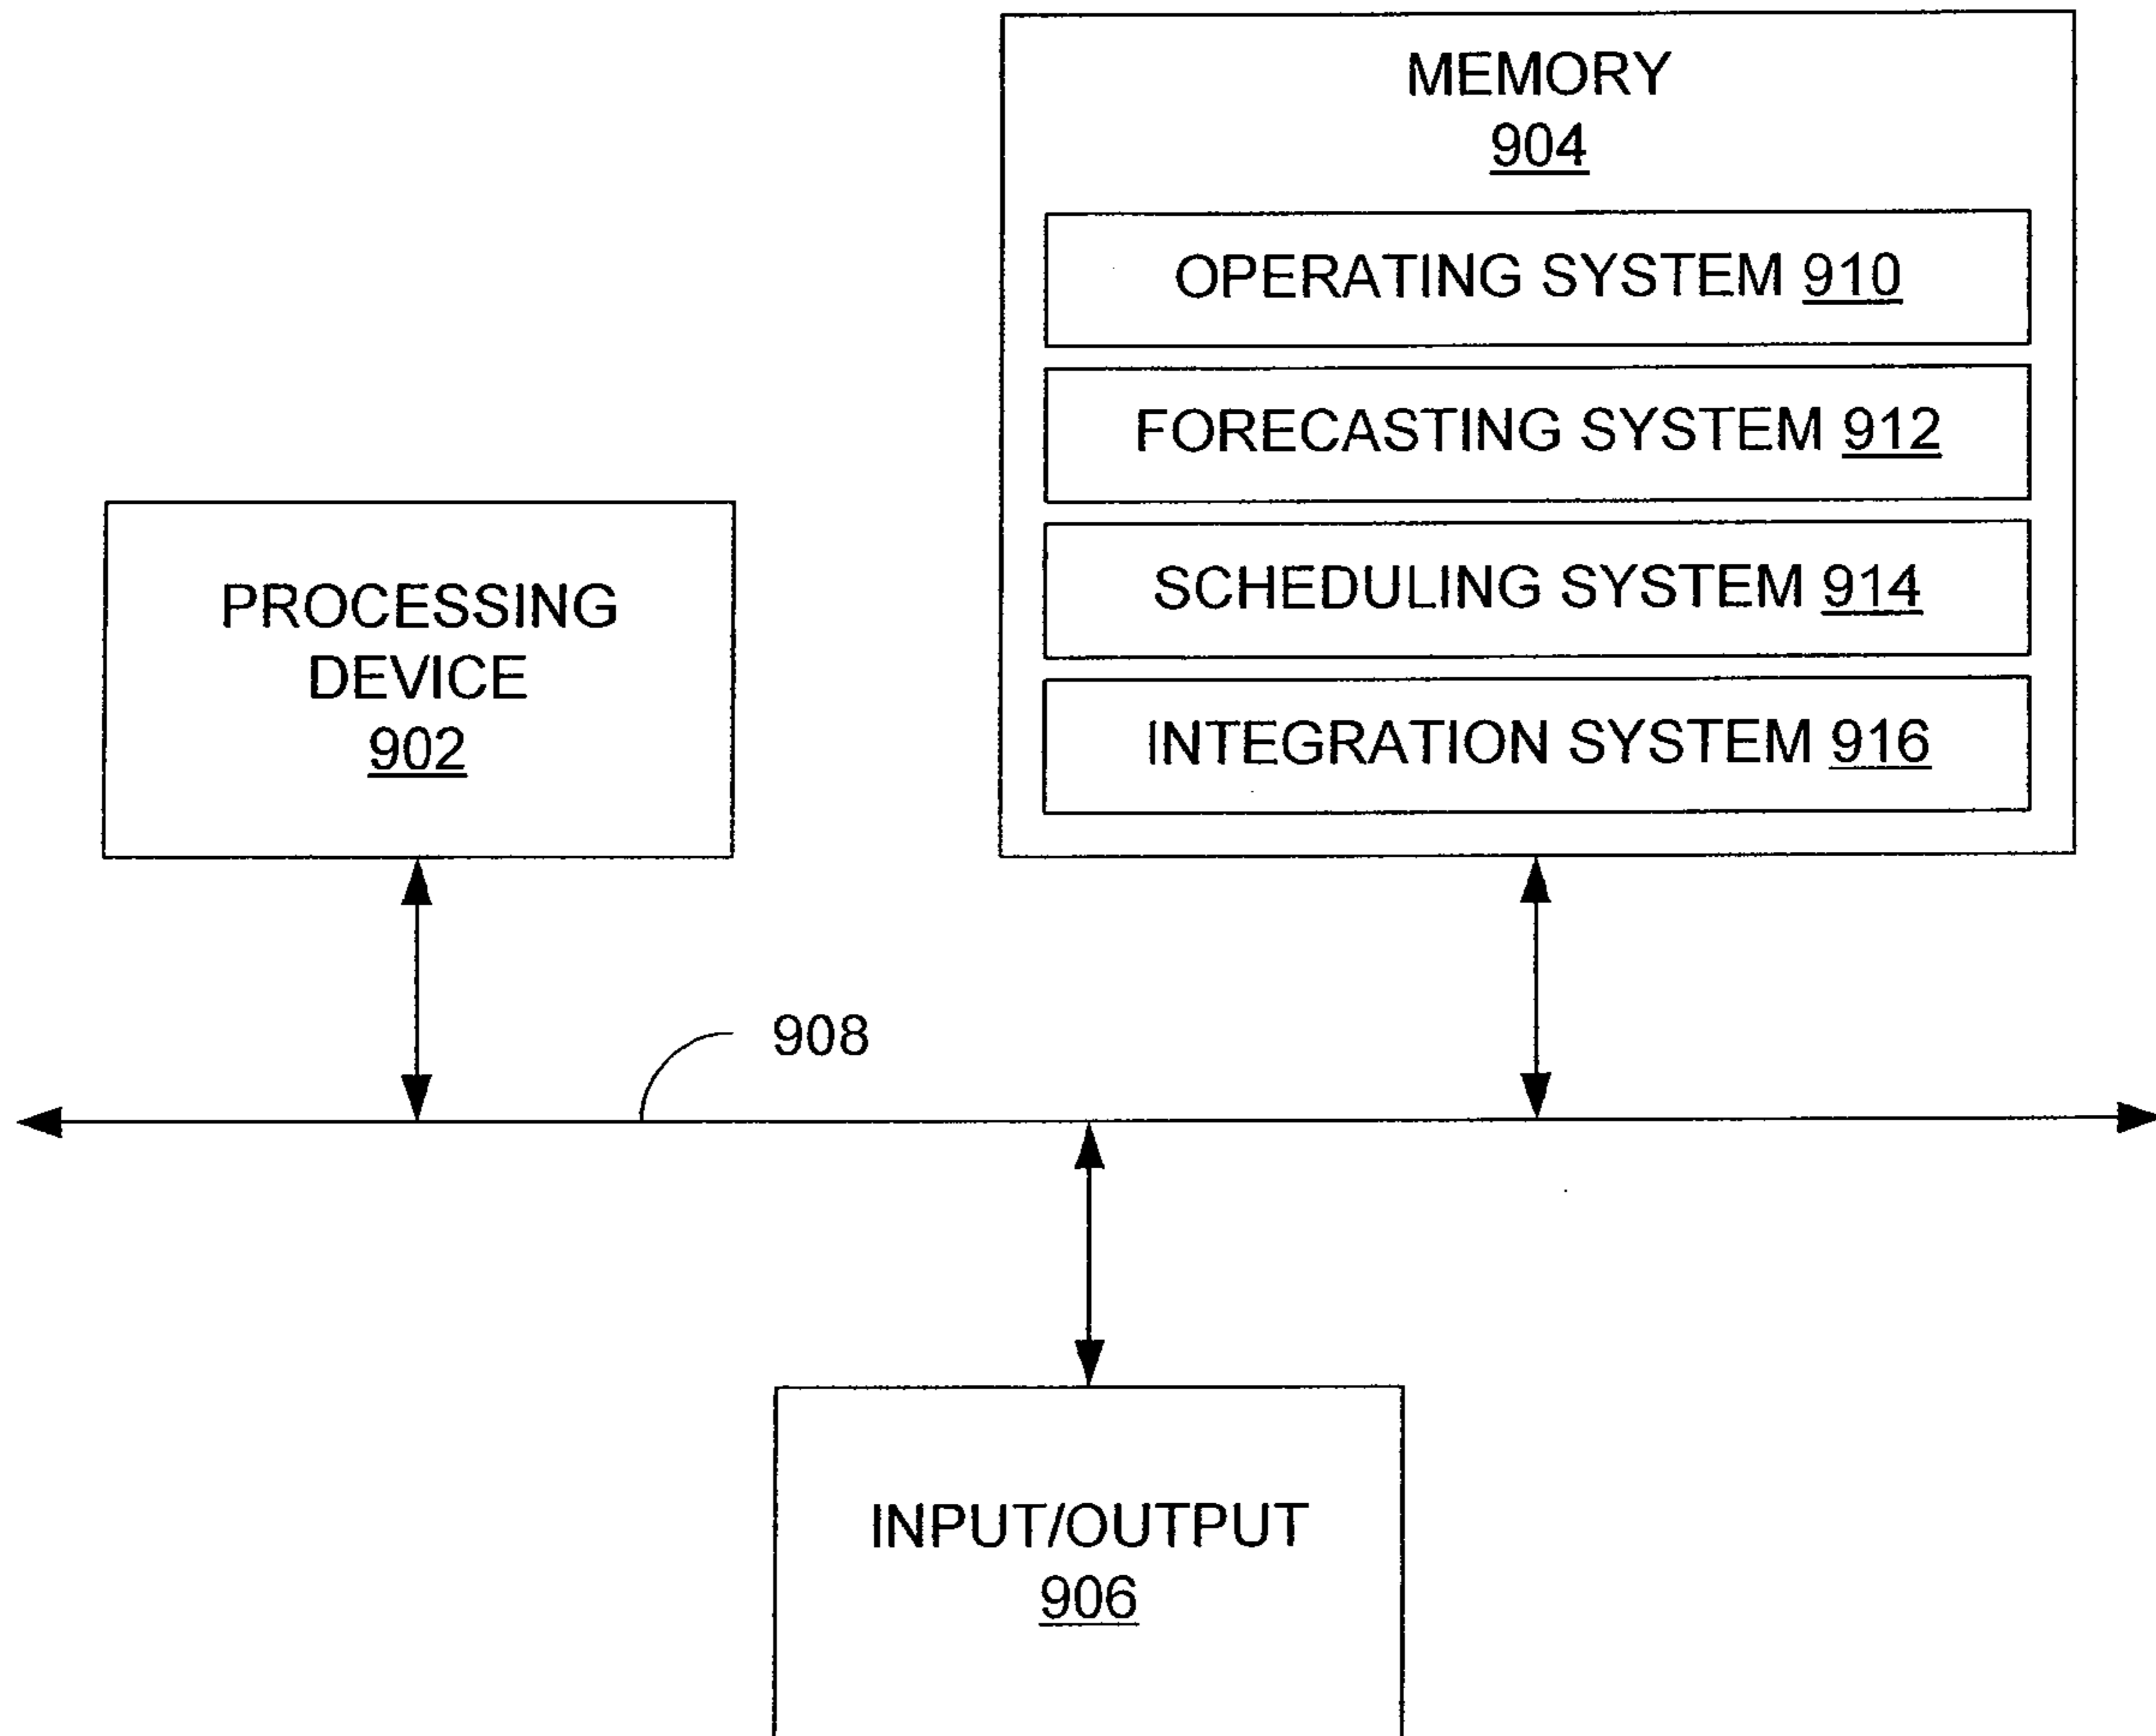 MEMORY
904
OPERATING SYSTEM 910
FORECASTING SYSTEM 912
SCHEDULING SYSTEM 914
INTEGRATION SYSTEM 916
PROCESSING
DEVICE
902
908
INPUT/OUTPUT
906